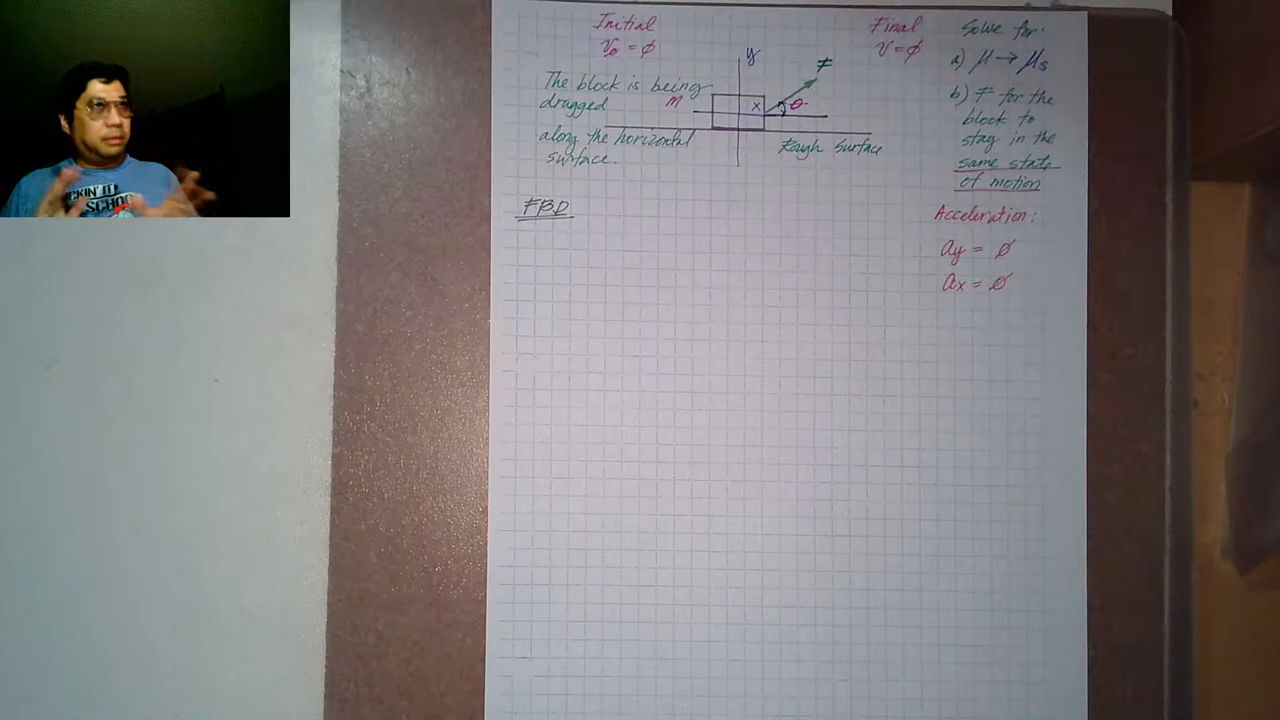 Initial
v₀ = ϕ
Final
v = ϕ
Solve for:
a) μ → μs
b) F for the
block to
stay in the
same state
of motion
y
F
The block is being
dragged
along the horizontal
surface.
M
x
θ
Rough surface
FBD
Acceleration:
ay = ϕ
ax = ϕ
SCHOO